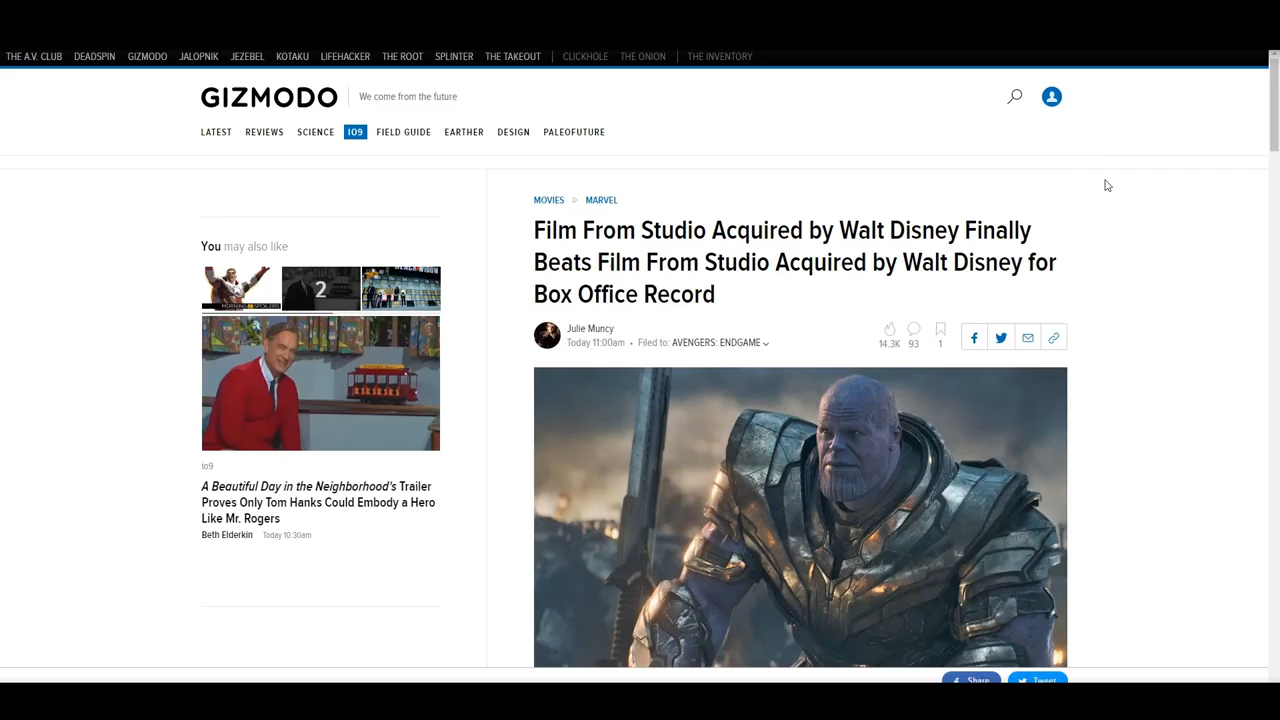 THE A.V. CLUB DEADSPIN GIZMODO JALOPNIK JEZEBEL KOTAKU LIFEHACKER THE ROOT SPLINTER THE TAKEOUT CLICKHOLE THE ONION THE INVENTORY
GIZMODO We come from the future
LATEST REVIEWS SCIENCE IO9 FIELD GUIDE EARTHER DESIGN PALEOFUTURE
You may also like
MORNING SPOILERS
2
io9
A Beautiful Day in the Neighborhood's Trailer
Proves Only Tom Hanks Could Embody a Hero
Like Mr. Rogers
Beth Elderkin Today 10:30am
MOVIES » MARVEL
Film From Studio Acquired by Walt Disney Finally
Beats Film From Studio Acquired by Walt Disney for
Box Office Record
Julie Muncy
Today 11:00am • Filed to: AVENGERS: ENDGAME
14.3K 93 1
Share Tweet